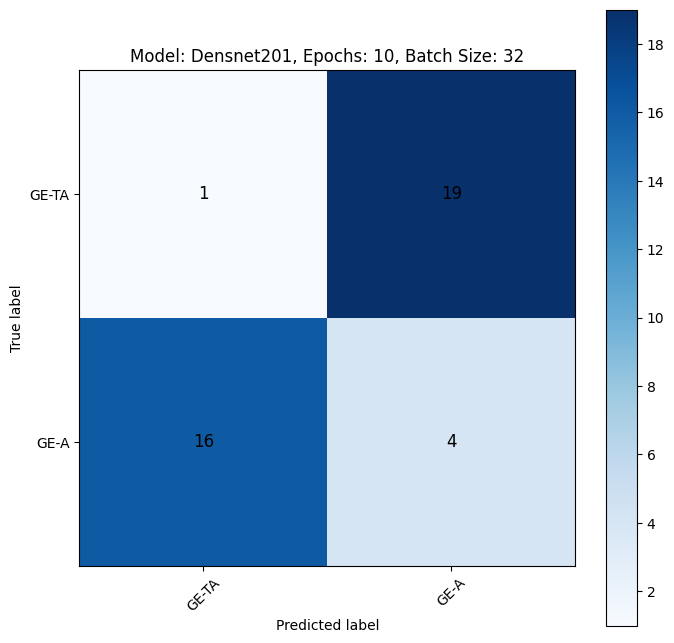 Model: Densnet201, Epochs: 10, Batch Size: 32
GE-TA
1
19
GE-A
16
4
True label
GE-TA
GE-A
Predicted label
18
16
14
12
10
8
6
4
2